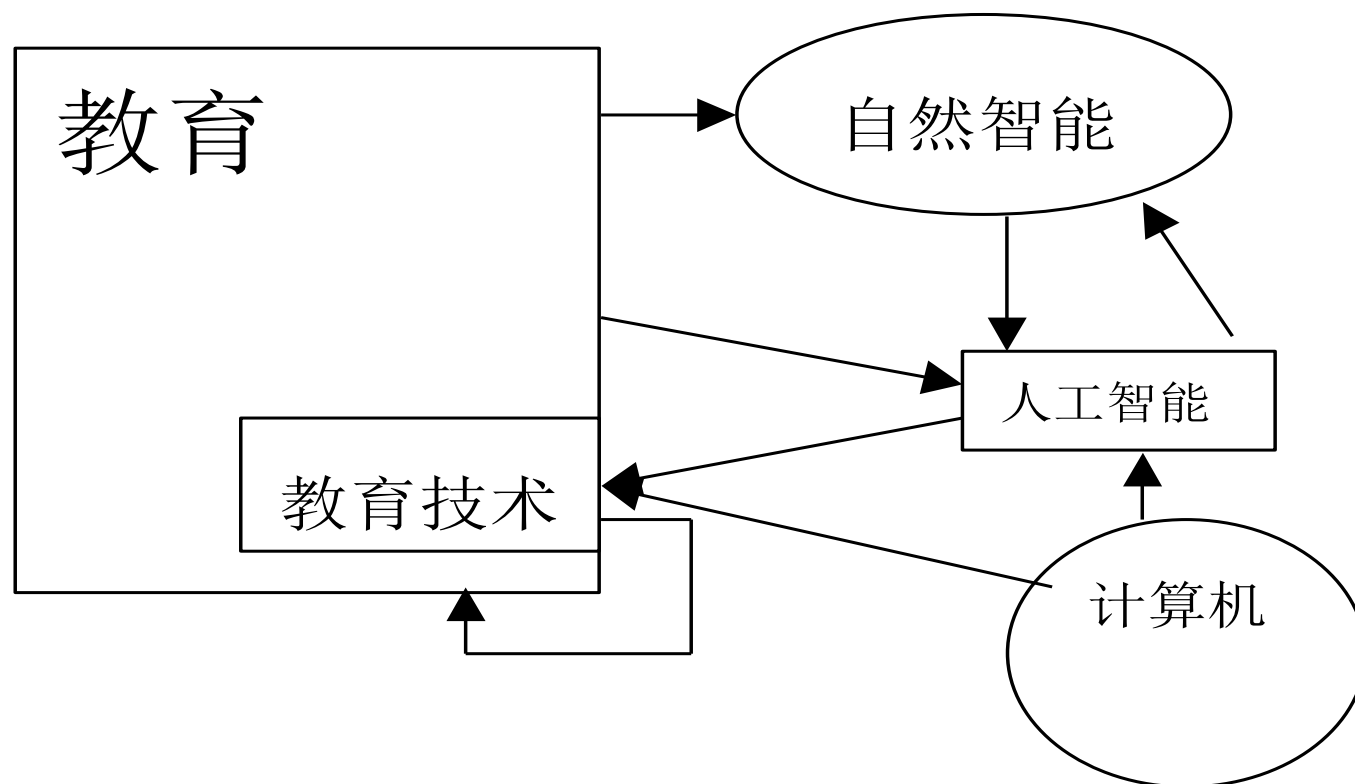 教育
自然智能
人工智能
教育技术
计算机